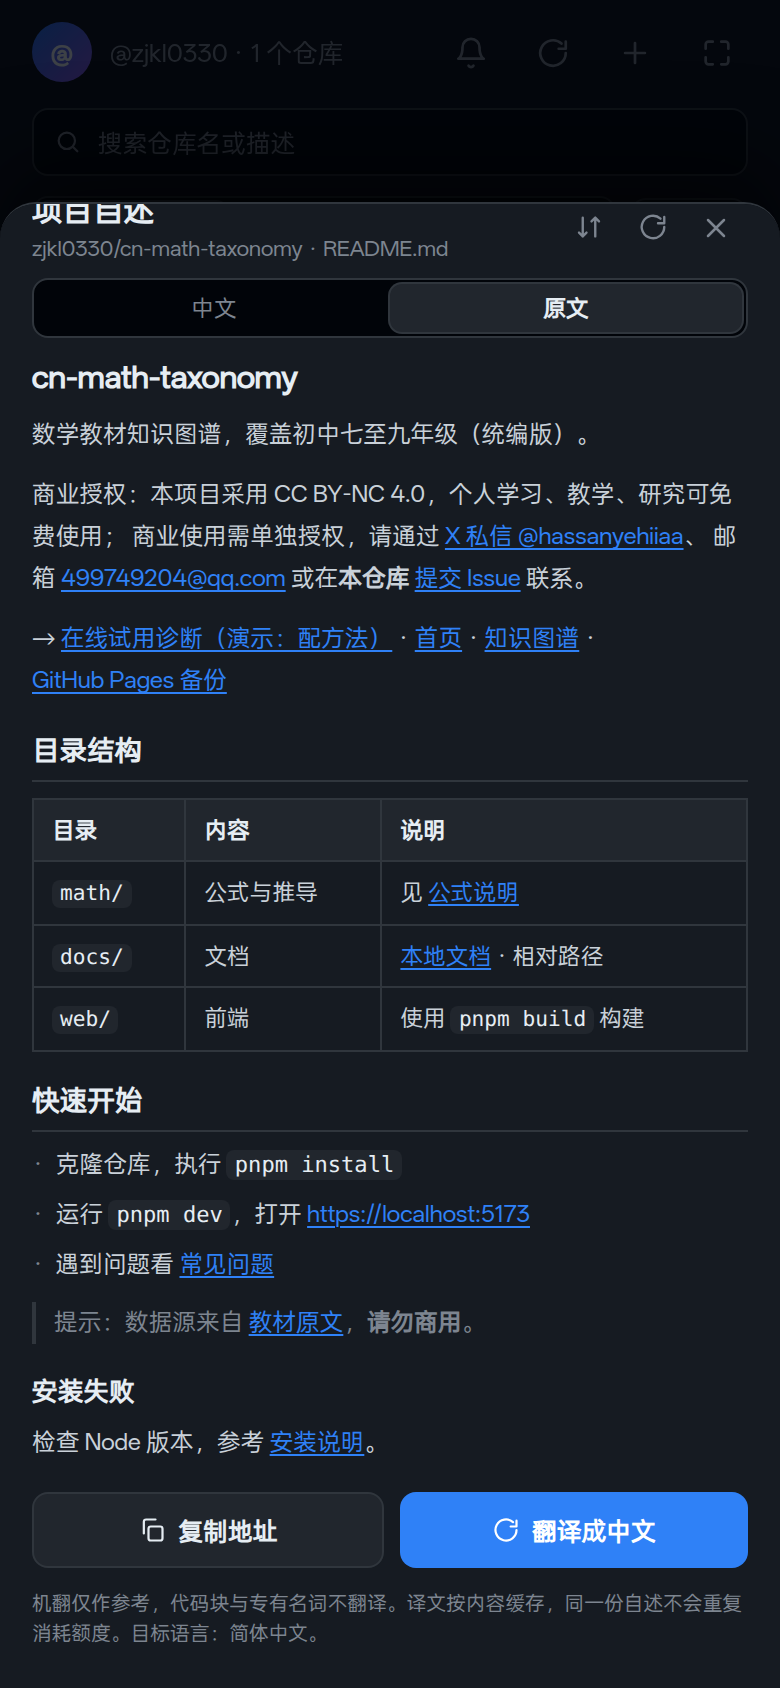 @ @zjkl0330 · 1 个仓库
搜索仓库名或描述
项目自述
zjkl0330/cn-math-taxonomy · README.md
中文 原文
cn-math-taxonomy
数学教材知识图谱，覆盖初中七至九年级（统编版）。
商业授权：本项目采用 CC BY-NC 4.0，个人学习、教学、研究可免
费使用； 商业使用需单独授权，请通过 X 私信 @hassanyehiiaa、 邮
箱 499749204@qq.com 或在本仓库 提交 Issue 联系。
→ 在线试用诊断（演示：配方法） · 首页 · 知识图谱 ·
GitHub Pages 备份
目录结构
目录 内容 说明
math/ 公式与推导 见 公式说明
docs/ 文档 本地文档 · 相对路径
web/ 前端 使用 pnpm build 构建
快速开始
· 克隆仓库，执行 pnpm install
· 运行 pnpm dev，打开 https://localhost:5173
· 遇到问题看 常见问题
提示：数据源来自 教材原文，请勿商用。
安装失败
检查 Node 版本，参考 安装说明。
复制地址 翻译成中文
机翻仅作参考，代码块与专有名词不翻译。译文按内容缓存，同一份自述不会重复
消耗额度。目标语言：简体中文。